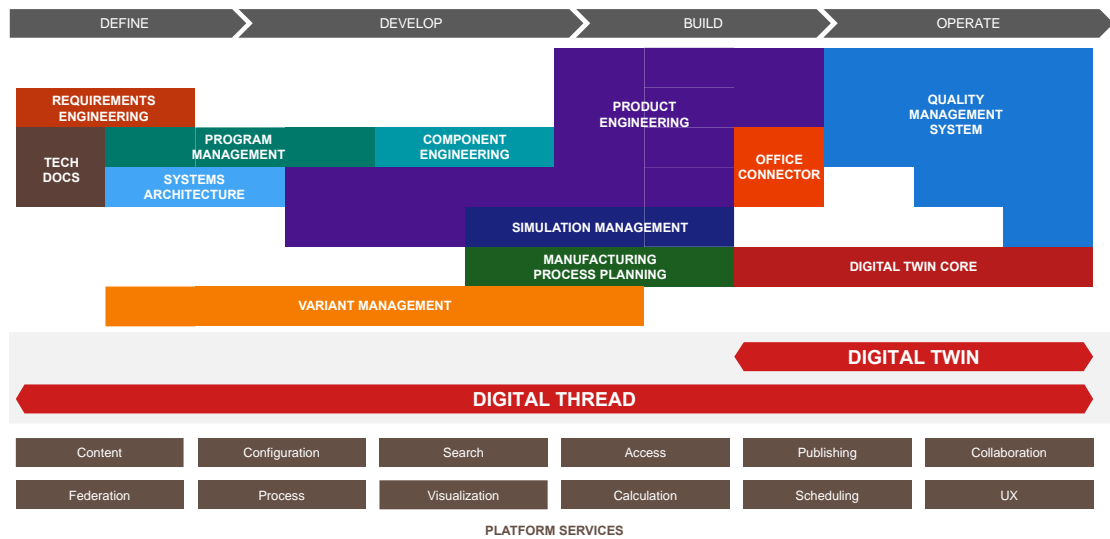 DEFINE
DEVELOP
BUILD
OPERATE
REQUIREMENTS
ENGINEERING
TECH
DOCS
PROGRAM
MANAGEMENT
SYSTEMS
ARCHITECTURE
COMPONENT
ENGINEERING
PRODUCT
ENGINEERING
OFFICE
CONNECTOR
QUALITY
MANAGEMENT
SYSTEM
SIMULATION MANAGEMENT
MANUFACTURING
PROCESS PLANNING
DIGITAL TWIN CORE
VARIANT MANAGEMENT
DIGITAL TWIN
DIGITAL THREAD
Content
Configuration
Search
Access
Publishing
Collaboration
Federation
Process
Visualization
Calculation
Scheduling
UX
PLATFORM SERVICES